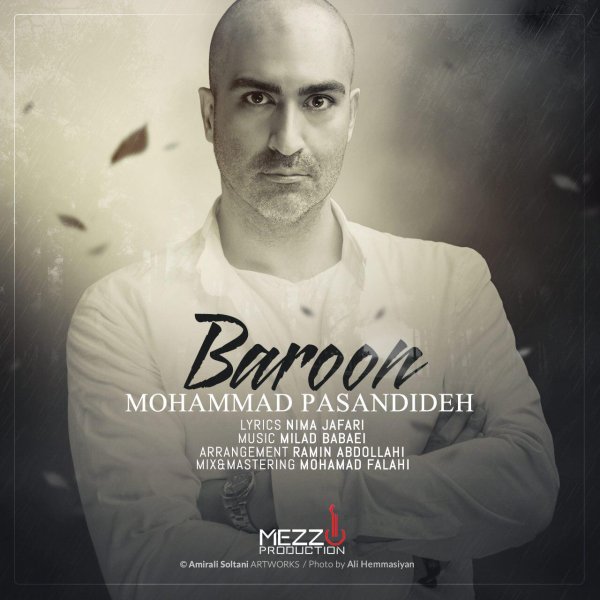 Baroon
MOHAMMAD PASANDIDEH
LYRICS NIMA JAFARI
MUSIC MILAD BABAEI
ARRANGEMENT RAMIN ABDOLLAHI
MIX&MASTERING MOHAMAD FALAHI
MEZZO
PRODUCTION
© Amirali Soltani ARTWORKS / Photo by Ali Hemmasiyan